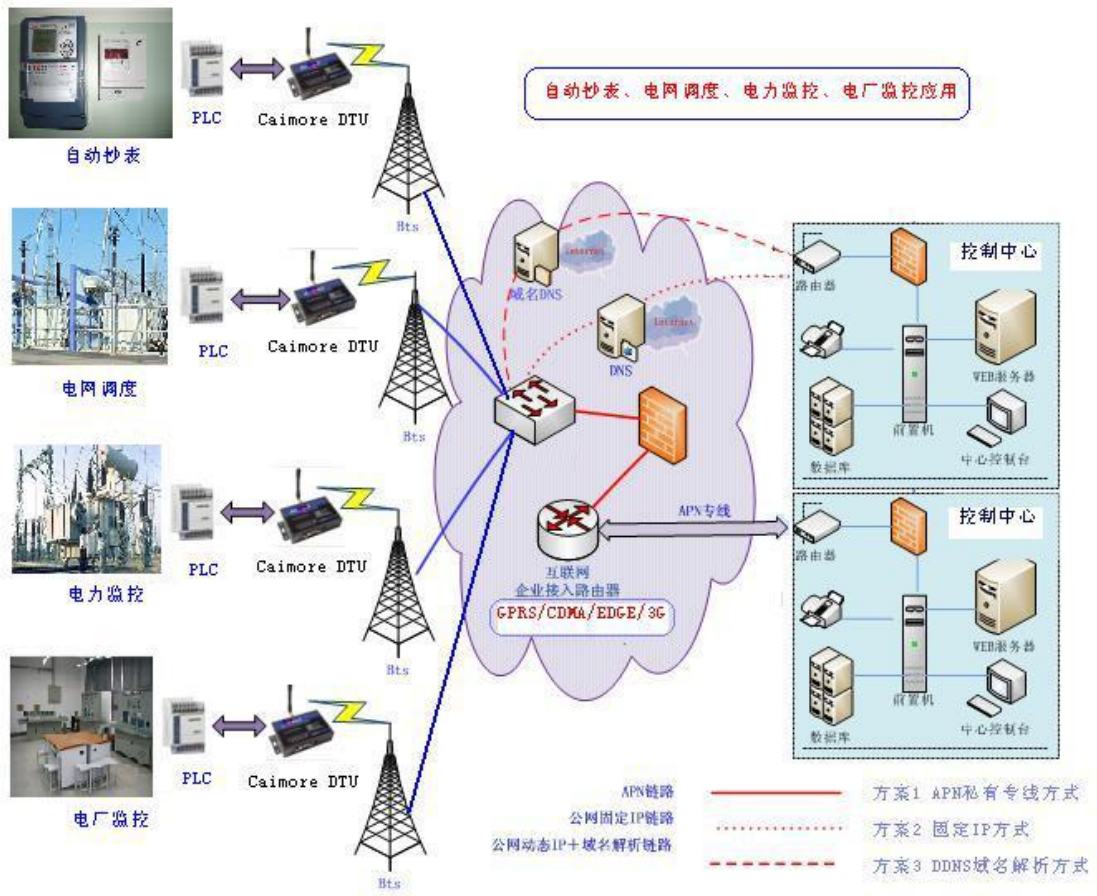 自动抄表、电网调度、电力监控、电厂监控应用
PLC
Caimore DTU
自动抄表
Bts
PLC
Caimore DTU
电网调度
Bts
PLC
Caimore DTU
电力监控
Bts
PLC
Caimore DTU
电厂监控
Bts
Internet
域名DNS
Internet
DNS
互联网
企业接入路由器
GPRS/CDMA/EDGE/3G
APN专线
控制中心
路由器
WEB服务器
前置机
数据库
中心控制台
控制中心
路由器
WEB服务器
前置机
数据库
中心控制台
APN链路
方案1 APN私有专线方式
公网固定IP链路
方案2 固定IP方式
公网动态IP+域名解析链路
方案3 DDNS域名解析方式